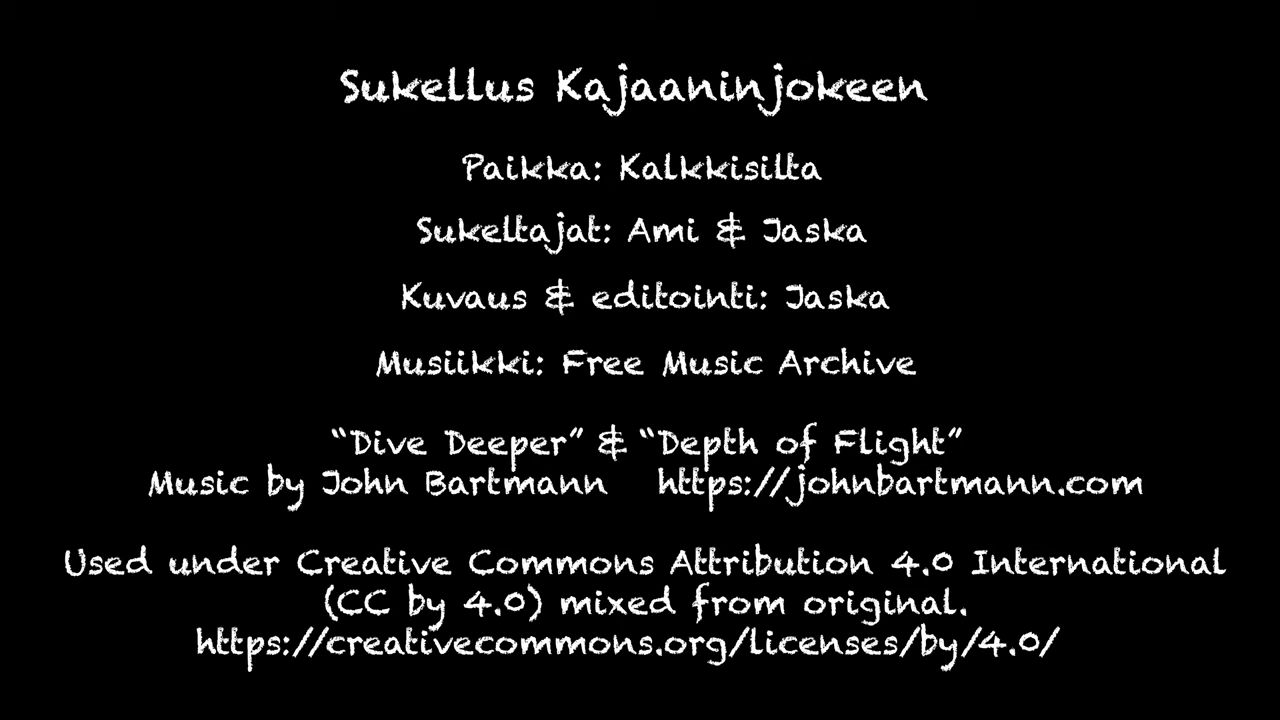 Sukellus Kajaaninjokeen
Paikka: Kalkkisilta
Sukeltajat: Ami & Jaska
Kuvaus & editointi: Jaska
Musiikki: Free Music Archive
“Dive Deeper” & “Depth of Flight”
Music by John Bartmann https://johnbartmann.com
Used under Creative Commons Attribution 4.0 International
(CC by 4.0) mixed from original.
https://creativecommons.org/licenses/by/4.0/